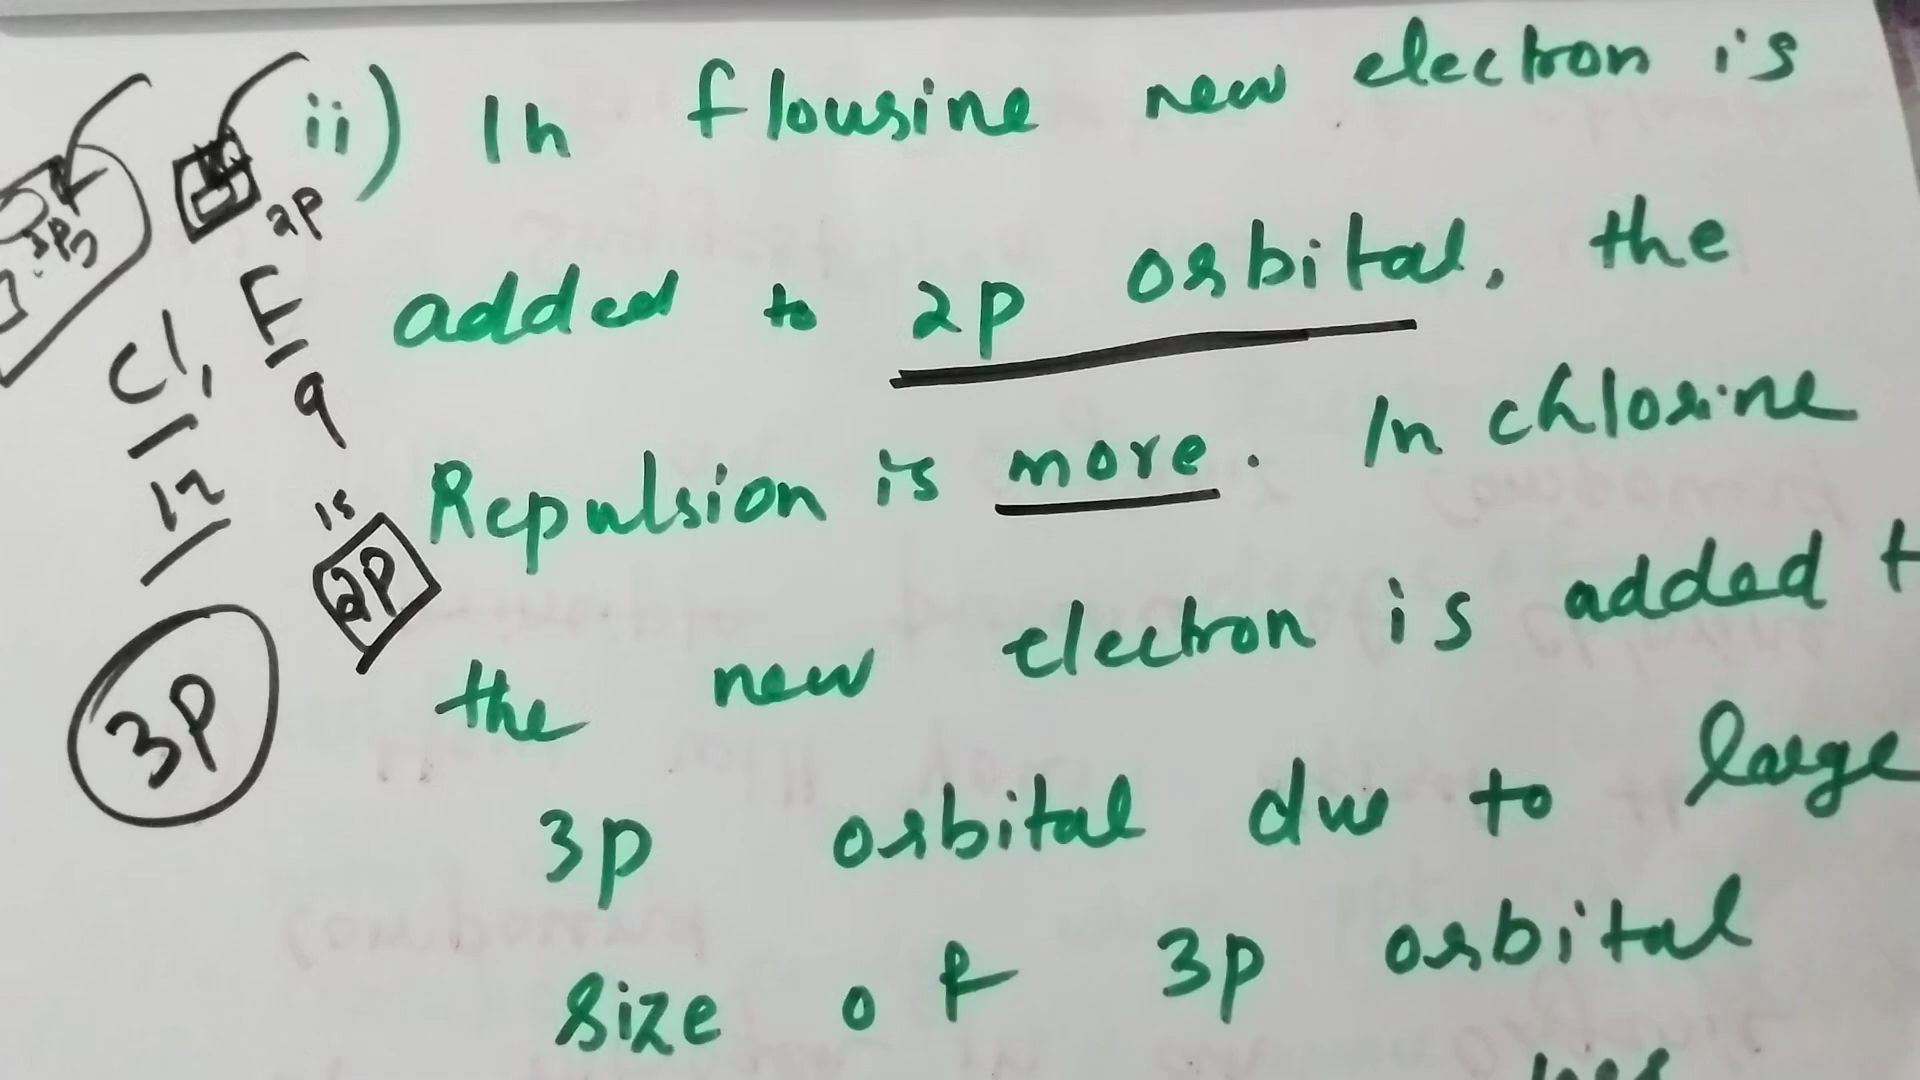 ii) In flourine new electron is
added to 2p orbital. the
Repulsion is more. In chlorine
the new electron is added t
3p orbital due to large
size of 3p orbital
2p
Cl, F
17 9
is
2P
3P